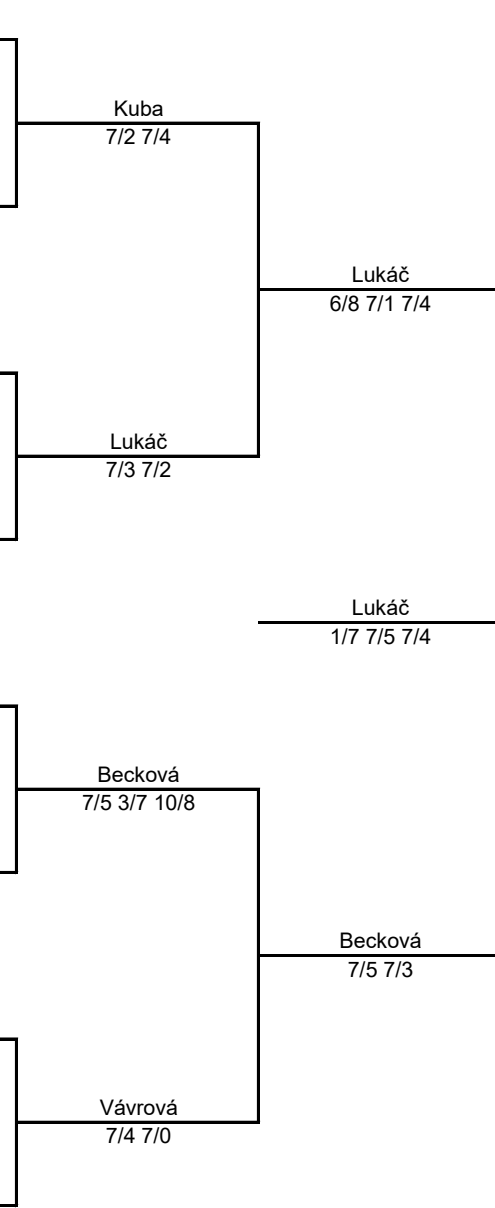 Kuba
7/2 7/4
Lukáč
6/8 7/1 7/4
Lukáč
7/3 7/2
Lukáč
1/7 7/5 7/4
Becková
7/5 3/7 10/8
Becková
7/5 7/3
Vávrová
7/4 7/0